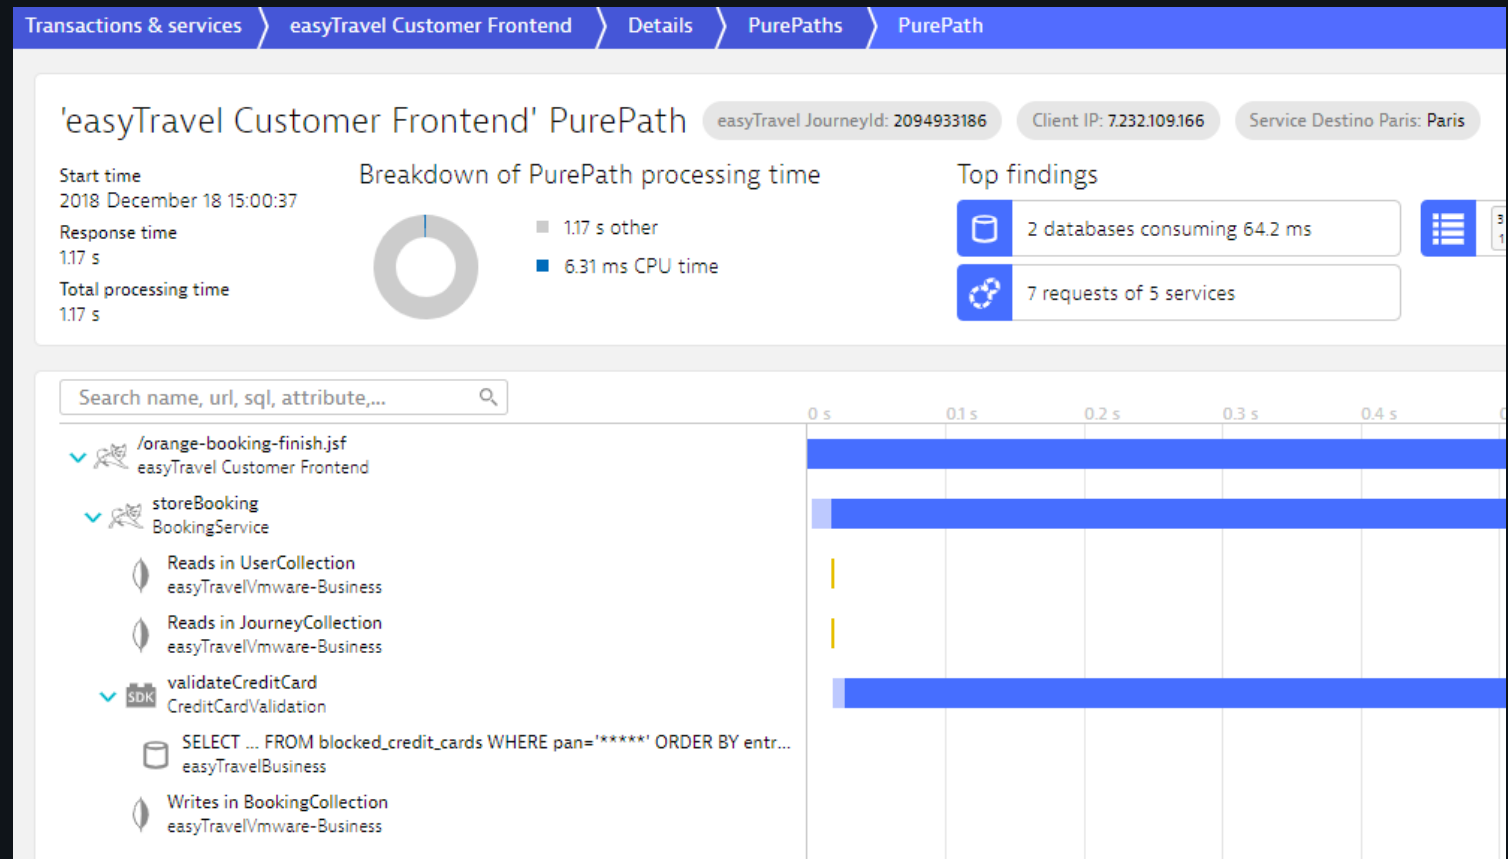 Transactions & services easyTravel Customer Frontend Details PurePaths PurePath
'easyTravel Customer Frontend' PurePath easyTravel JourneyId: 2094933186 Client IP: 7.232.109.166 Service Destino Paris: Paris
Start time
2018 December 18 15:00:37
Response time
1.17 s
Total processing time
1.17 s
Breakdown of PurePath processing time
1.17 s other
6.31 ms CPU time
Top findings
2 databases consuming 64.2 ms
3
1
7 requests of 5 services
Search name, url, sql, attribute,...
0 s 0.1 s 0.2 s 0.3 s 0.4 s
/orange-booking-finish.jsf
easyTravel Customer Frontend
storeBooking
BookingService
Reads in UserCollection
easyTravelVmware-Business
Reads in JourneyCollection
easyTravelVmware-Business
SDK
validateCreditCard
CreditCardValidation
SELECT ... FROM blocked_credit_cards WHERE pan='*****' ORDER BY entr...
easyTravelBusiness
Writes in BookingCollection
easyTravelVmware-Business